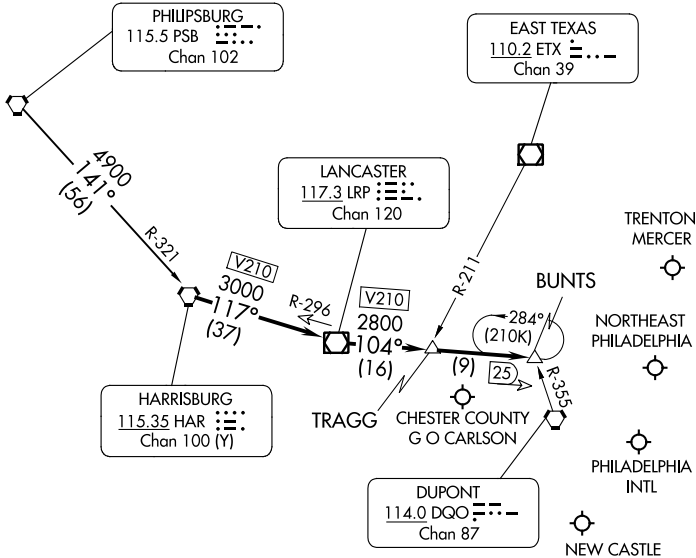 PHILIPSBURG
115.5 PSB
Chan 102
EAST TEXAS
110.2 ETX
Chan 39
4900
141°
(56)
R-321
LANCASTER
117.3 LRP
Chan 120
R-211
TRENTON
MERCER
BUNTS
V210
3000
117°
(37)
R-296
V210
2800
104°
(16)
284°
(210K)
NORTHEAST
PHILADELPHIA
(9)
25
R-355
HARRISBURG
115.35 HAR
Chan 100 (Y)
TRAGG
CHESTER COUNTY
G O CARLSON
PHILADELPHIA
INTL
DUPONT
114.0 DQO
Chan 87
NEW CASTLE